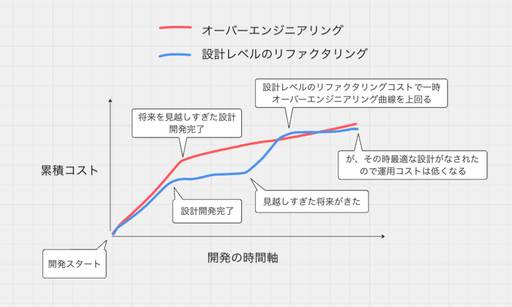 オーバーエンジニアリング
設計レベルのリファクタリング
設計レベルのリファクタリングコストで一時
オーバーエンジニアリング曲線を上回る
将来を見越しすぎた設計
開発完了
累積コスト
が、その時最適な設計がなされた
ので運用コストは低くなる
設計開発完了
見越しすぎた将来がきた
開発スタート
開発の時間軸